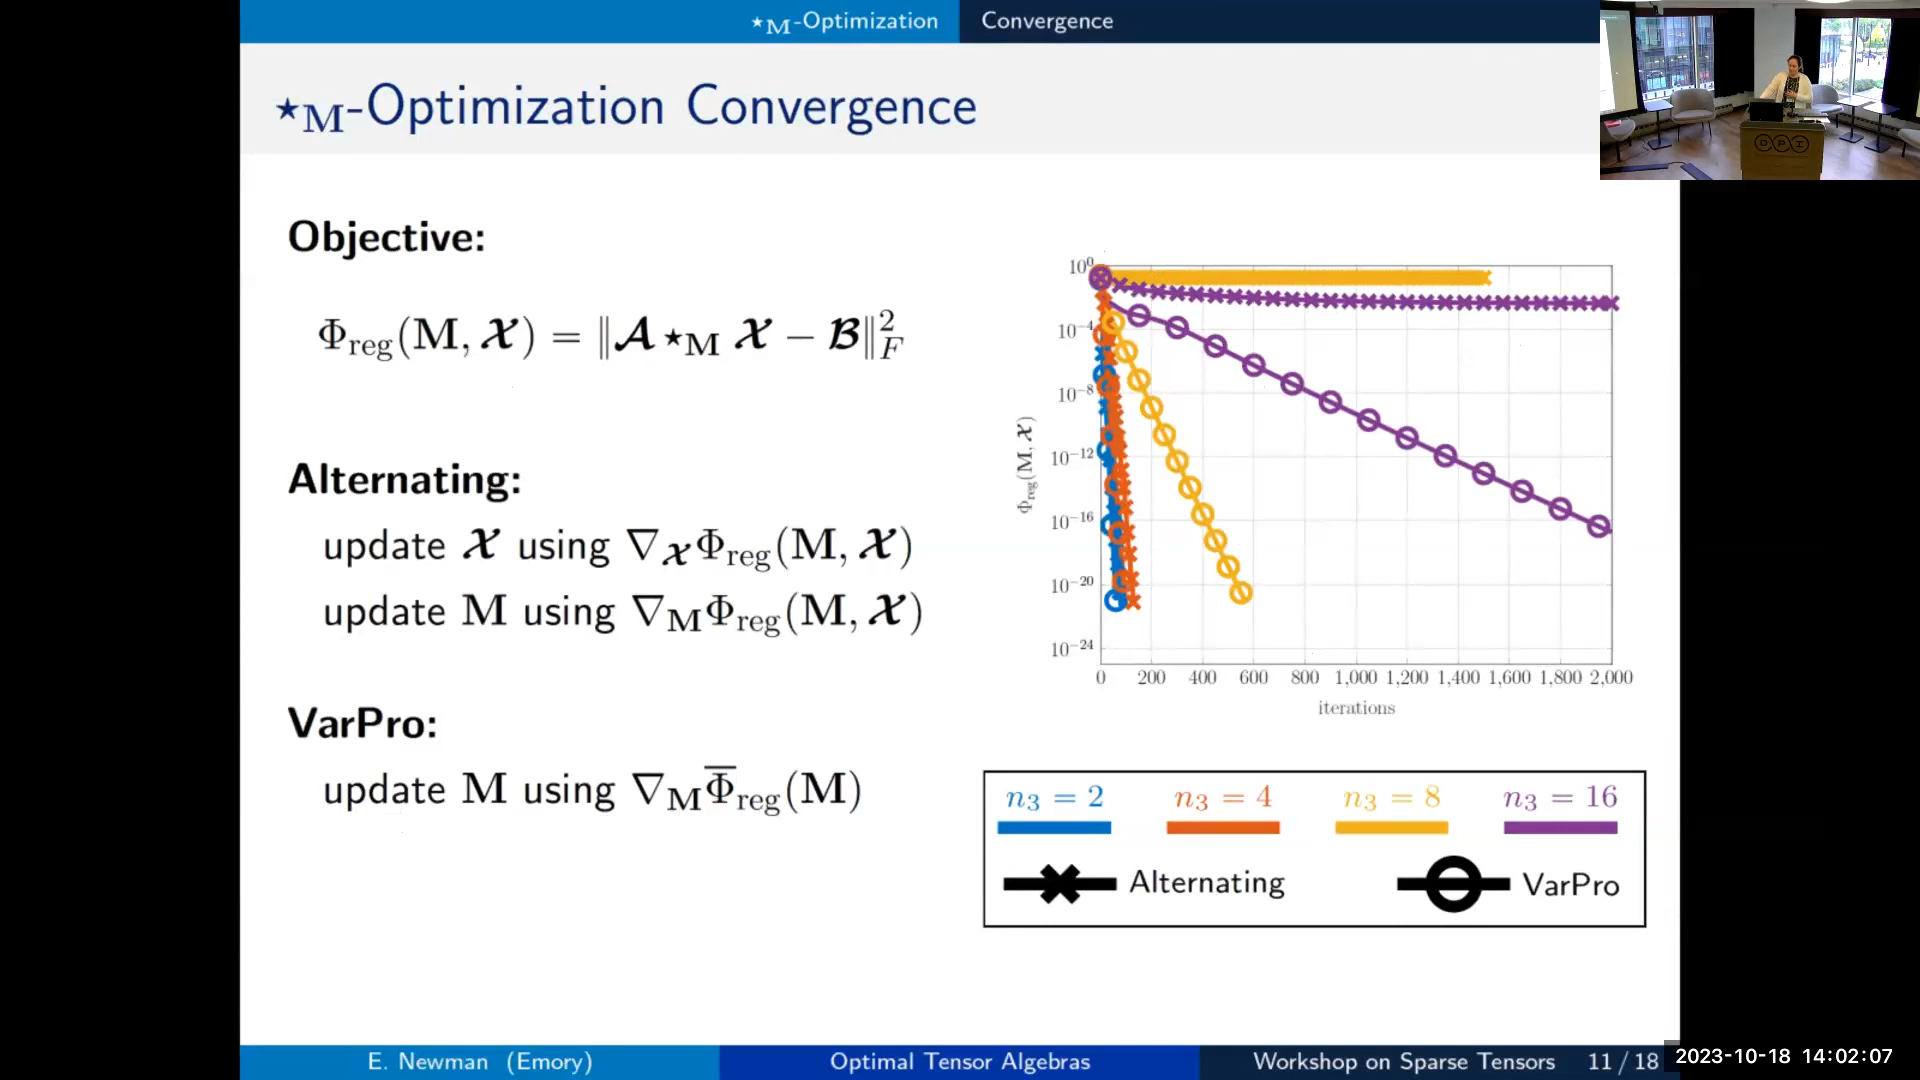 ⋆M-Optimization Convergence
⋆M-Optimization Convergence
Objective:
Φreg(M, 𝓧) = ‖𝓐 ⋆M 𝓧 − 𝓑‖²F
Alternating:
update 𝓧 using ∇𝓧Φreg(M, 𝓧)
update M using ∇MΦreg(M, 𝓧)
VarPro:
update M using ∇MΦ̅reg(M)
10⁰
10⁻⁴
10⁻⁸
10⁻¹²
10⁻¹⁶
10⁻²⁰
10⁻²⁴
Φreg(M, 𝓧)
0 200 400 600 800 1,000 1,200 1,400 1,600 1,800 2,000
iterations
n₃ = 2 n₃ = 4 n₃ = 8 n₃ = 16
Alternating VarPro
DPI
E. Newman (Emory) Optimal Tensor Algebras Workshop on Sparse Tensors 11 / 18
2023-10-18 14:02:07